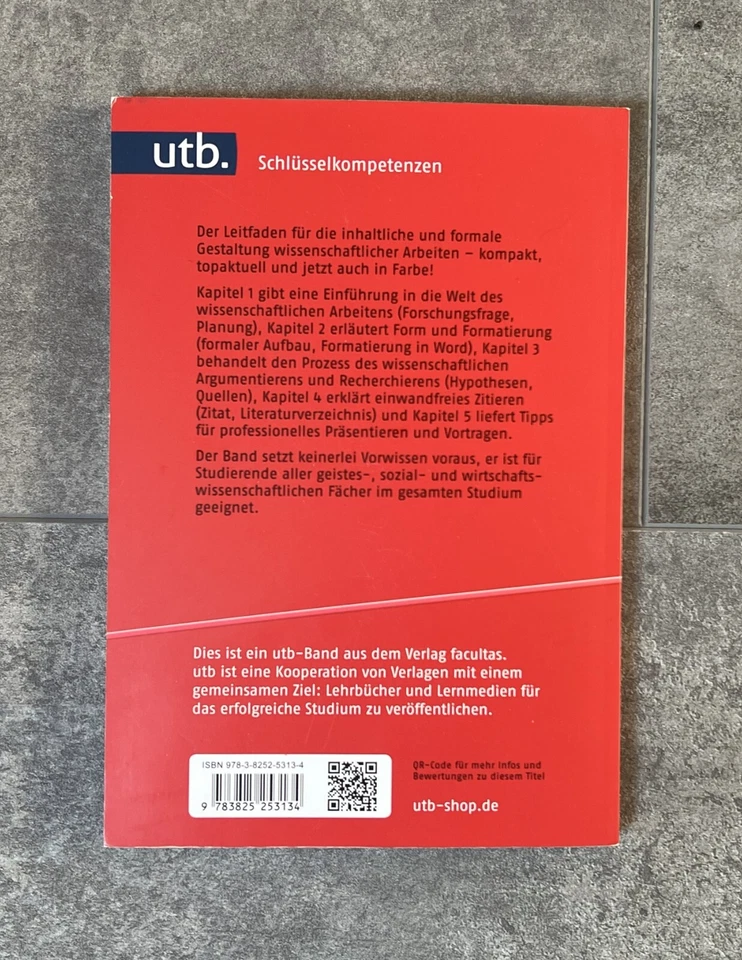 utb.
Schlüsselkompetenzen
Der Leitfaden für die inhaltliche und formale
Gestaltung wissenschaftlicher Arbeiten – kompakt,
topaktuell und jetzt auch in Farbe!
Kapitel 1 gibt eine Einführung in die Welt des
wissenschaftlichen Arbeitens (Forschungsfrage,
Planung), Kapitel 2 erläutert Form und Formatierung
(formaler Aufbau, Formatierung in Word), Kapitel 3
behandelt den Prozess des wissenschaftlichen
Argumentierens und Recherchierens (Hypothesen,
Quellen), Kapitel 4 erklärt einwandfreies Zitieren
(Zitat, Literaturverzeichnis) und Kapitel 5 liefert Tipps
für professionelles Präsentieren und Vortragen.
Der Band setzt keinerlei Vorwissen voraus, er ist für
Studierende aller geistes-, sozial- und wirtschafts-
wissenschaftlichen Fächer im gesamten Studium
geeignet.
Dies ist ein utb-Band aus dem Verlag facultas.
utb ist eine Kooperation von Verlagen mit einem
gemeinsamen Ziel: Lehrbücher und Lernmedien für
das erfolgreiche Studium zu veröffentlichen.
ISBN 978-3-8252-5313-4
9 783825 253134
QR-Code für mehr Infos und
Bewertungen zu diesem Titel
utb-shop.de